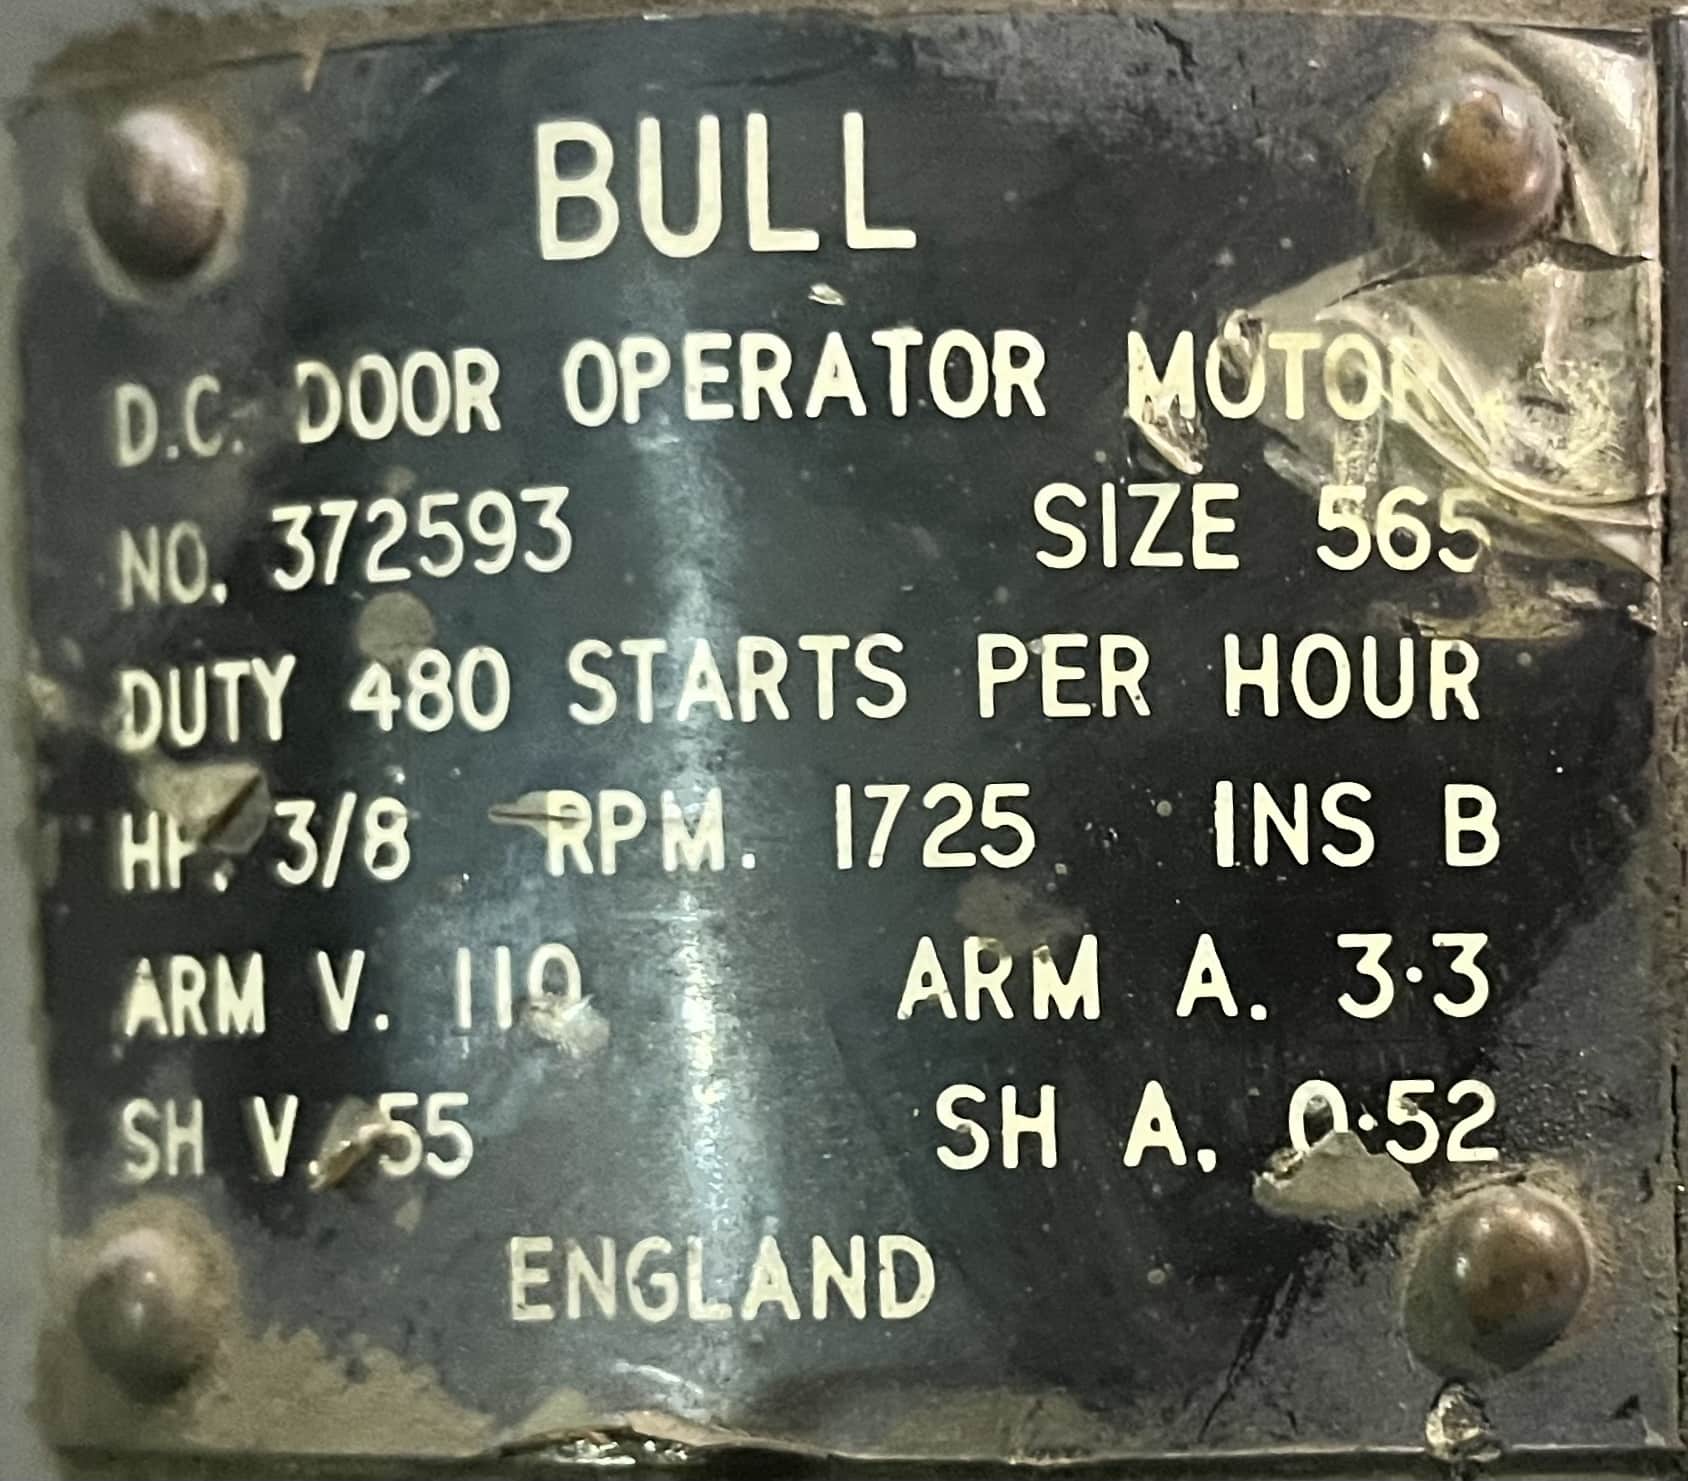 BULL
D.C. DOOR OPERATOR MOTOR
NO. 372593 SIZE 565
DUTY 480 STARTS PER HOUR
HP. 3/8 RPM. 1725 INS B
ARM V. 110 ARM A. 3·3
SH V. 55 SH A. 0·52
ENGLAND